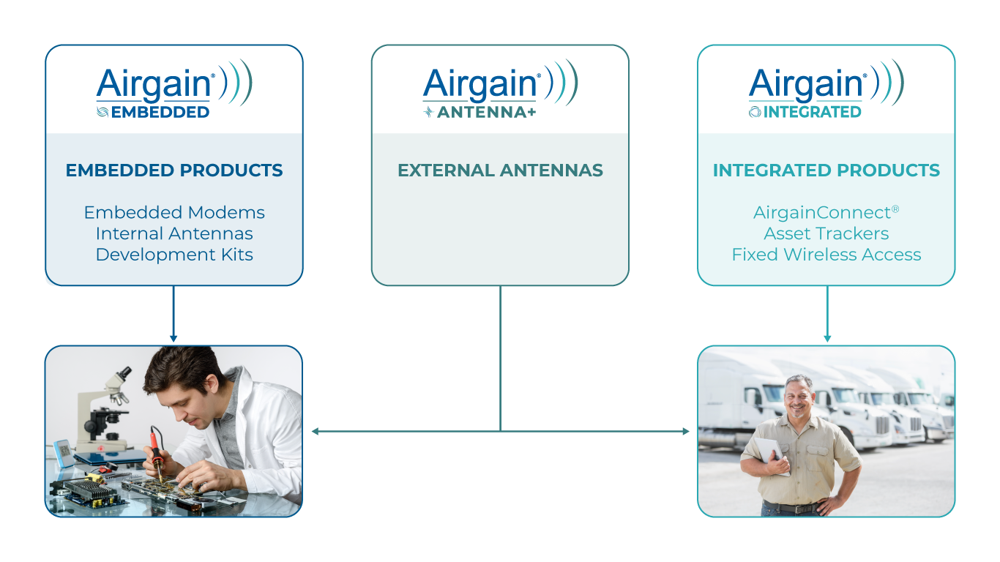 Airgain®
EMBEDDED
EMBEDDED PRODUCTS
Embedded Modems
Internal Antennas
Development Kits
Airgain®
ANTENNA+
EXTERNAL ANTENNAS
Airgain®
INTEGRATED
INTEGRATED PRODUCTS
AirgainConnect®
Asset Trackers
Fixed Wireless Access